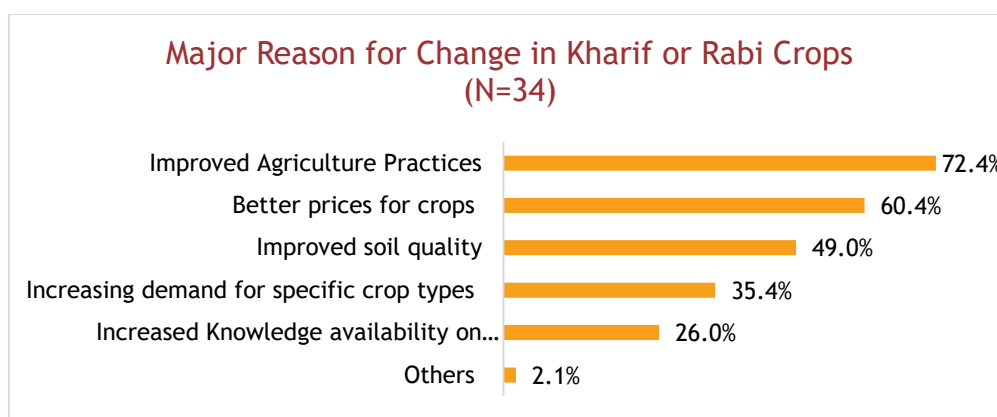 Major Reason for Change in Kharif or Rabi Crops
(N=34)
Improved Agriculture Practices 72.4%
Better prices for crops 60.4%
Improved soil quality 49.0%
Increasing demand for specific crop types 35.4%
Increased Knowledge availability on… 26.0%
Others 2.1%